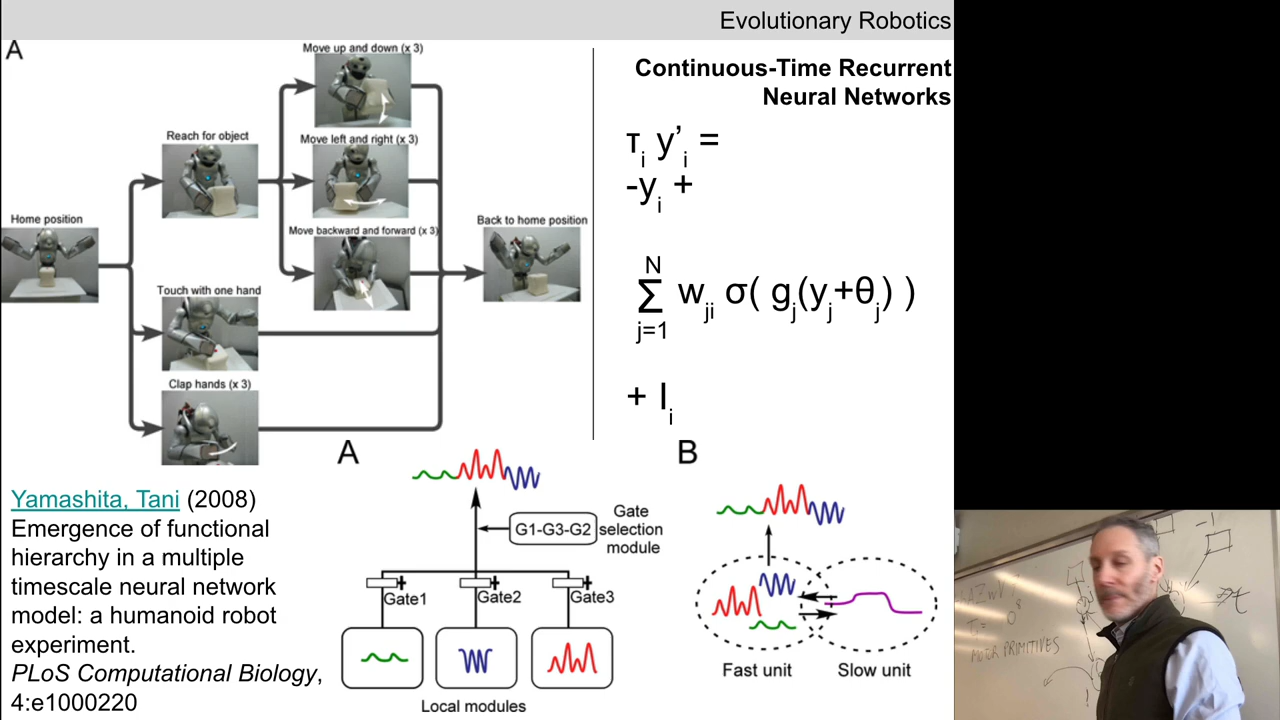 Evolutionary Robotics
A
Move up and down (x 3)
Reach for object
Move left and right (x 3)
Home position
Move backward and forward (x 3)
Back to home position
Touch with one hand
Clap hands (x 3)
Continuous-Time Recurrent
Neural Networks
τi y’i =
-yi +
N
Σ wji σ( gj(yj+θj) )
j=1
+ Ii
Yamashita, Tani (2008)
Emergence of functional
hierarchy in a multiple
timescale neural network
model: a humanoid robot
experiment.
PLoS Computational Biology,
4:e1000220
A
G1-G3-G2
Gate
selection
module
Gate1
Gate2
Gate3
Local modules
B
Fast unit
Slow unit
-1
MOTOR PRIMITIVES